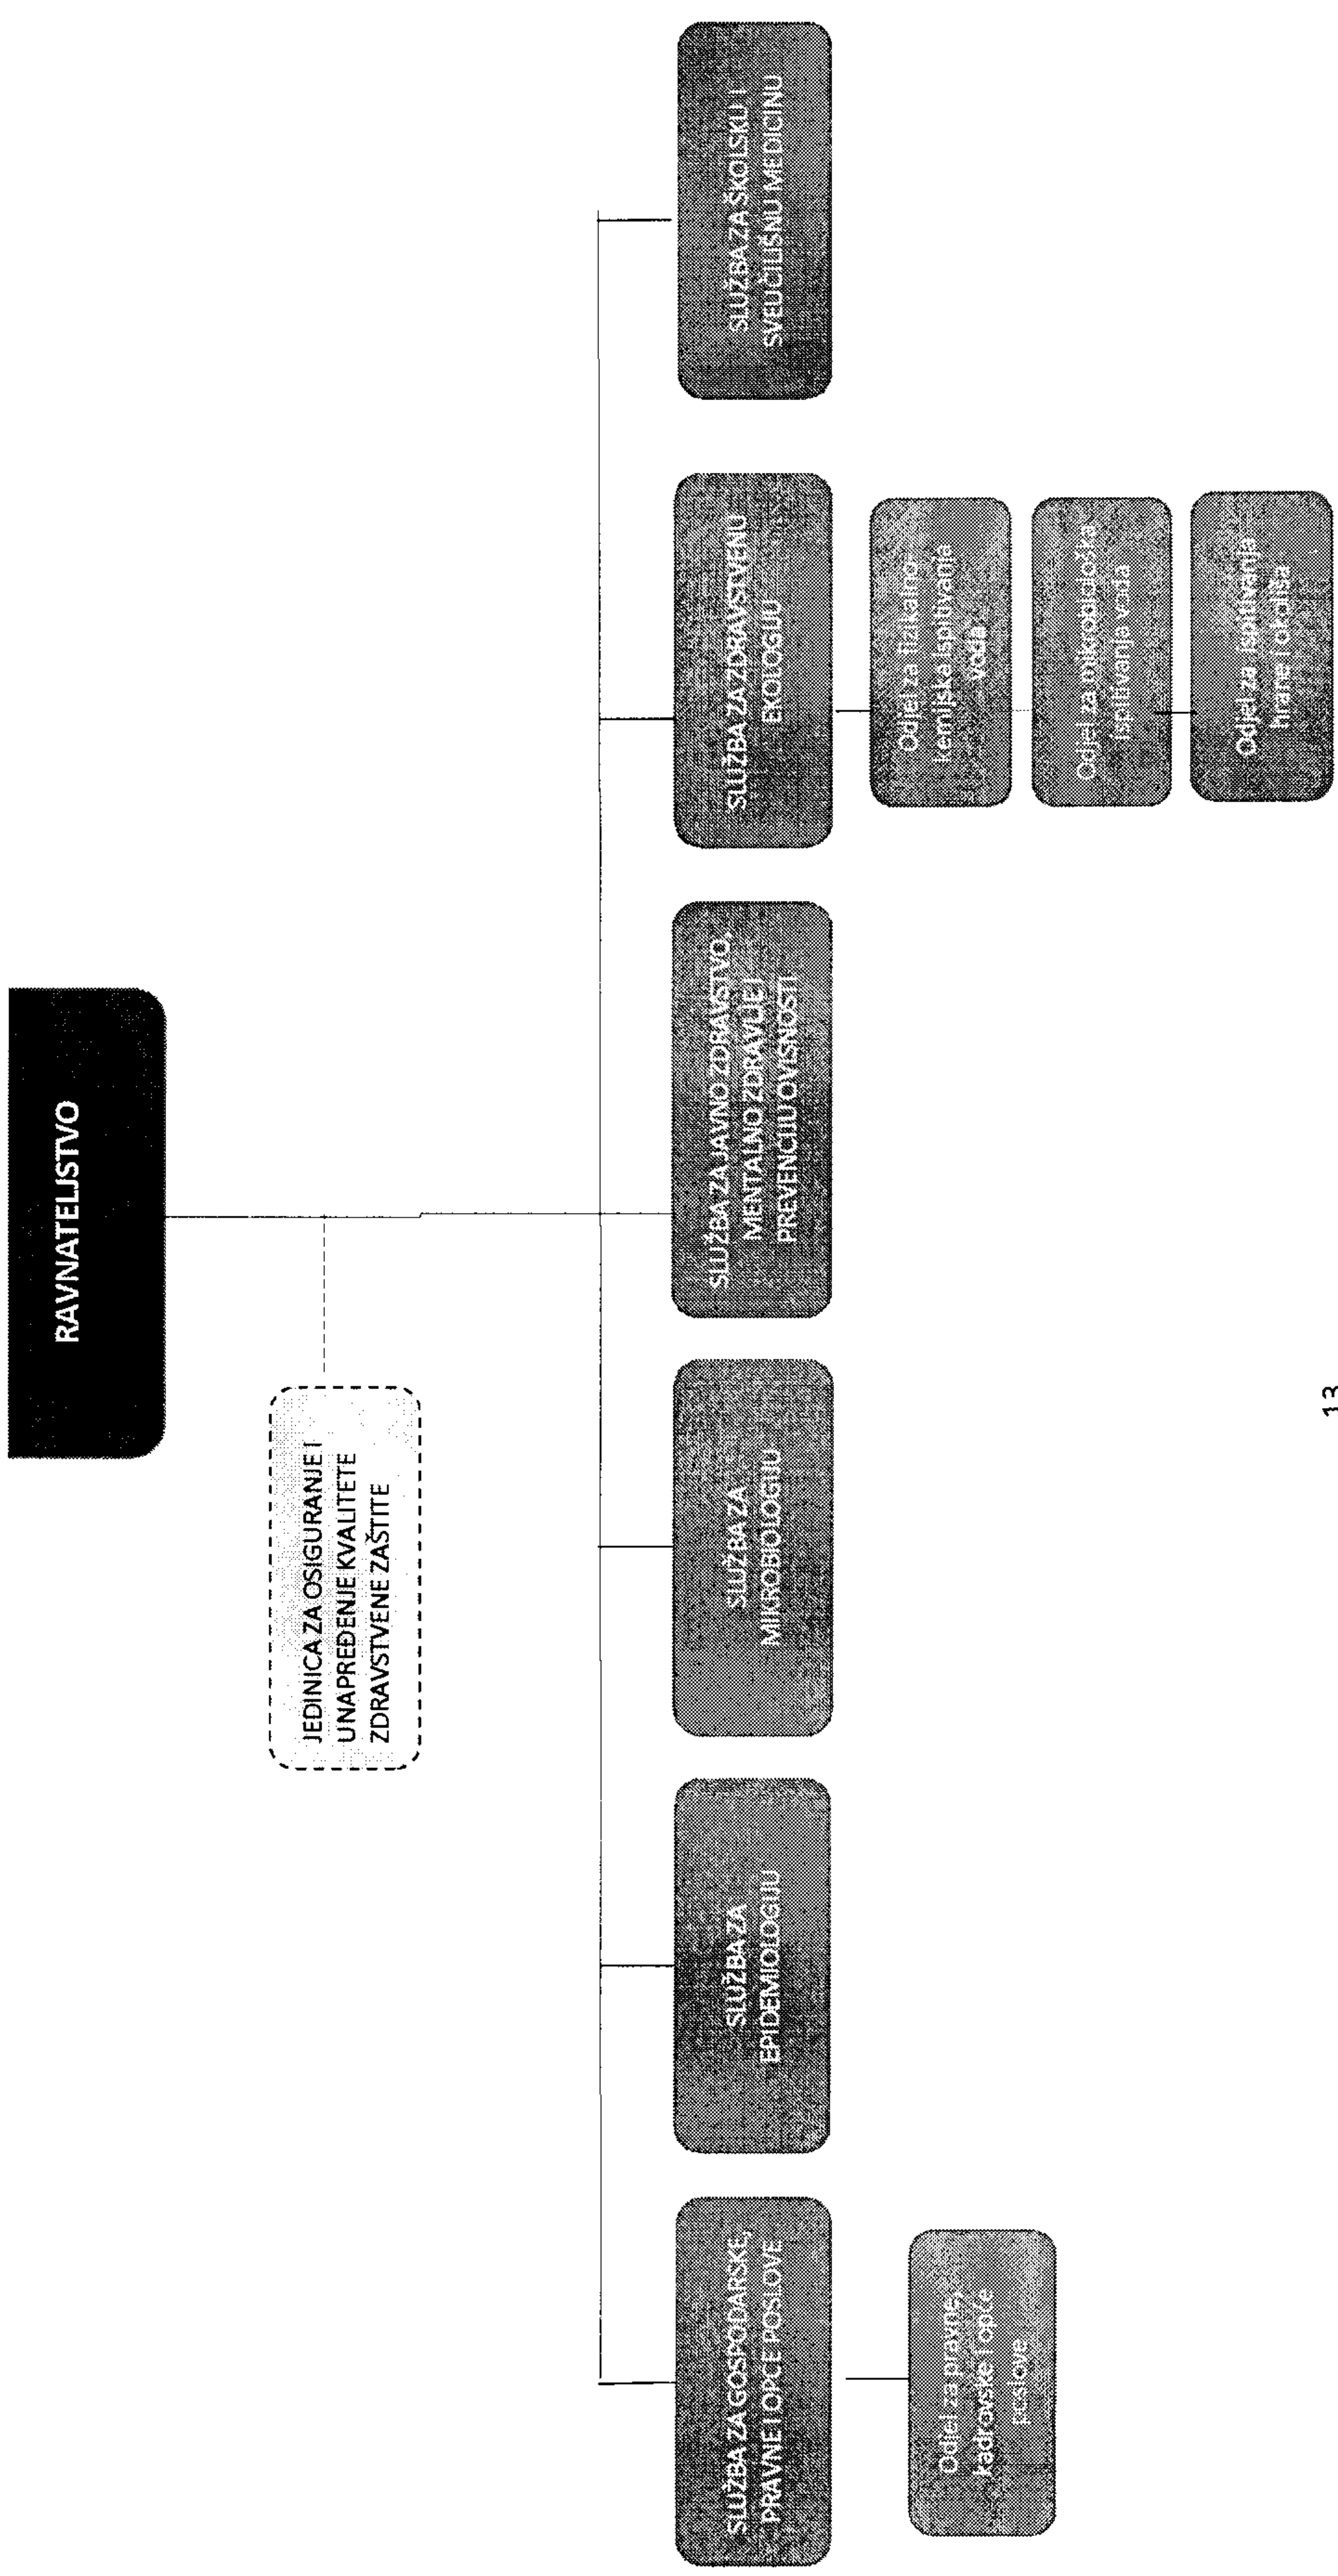 RAVNATELJSTVO
JEDINICA ZA OSIGURANJE I
UNAPREĐENJE KVALITETE
ZDRAVSTVENE ZAŠTITE
SLUŽBA ZA GOSPODARSKE,
PRAVNE I OPĆE POSLOVE
Odjel za pravne,
kadrovske i opće
poslove
SLUŽBA ZA
EPIDEMIOLOGIJU
SLUŽBA ZA
MIKROBIOLOGIJU
SLUŽBA ZA JAVNO ZDRAVSTVO,
MENTALNO ZDRAVLJE I
PREVENCIJU OVISNOSTI
SLUŽBA ZA ZDRAVSTVENU
EKOLOGIJU
Odjel za fizikalno-
kemijska ispitivanja
voda
Odjel za mikrobiološka
ispitivanja voda
Odjel za ispitivanja
hrane i okoliša
SLUŽBA ZA ŠKOLSKU I
SVEUČILIŠNU MEDICINU
13